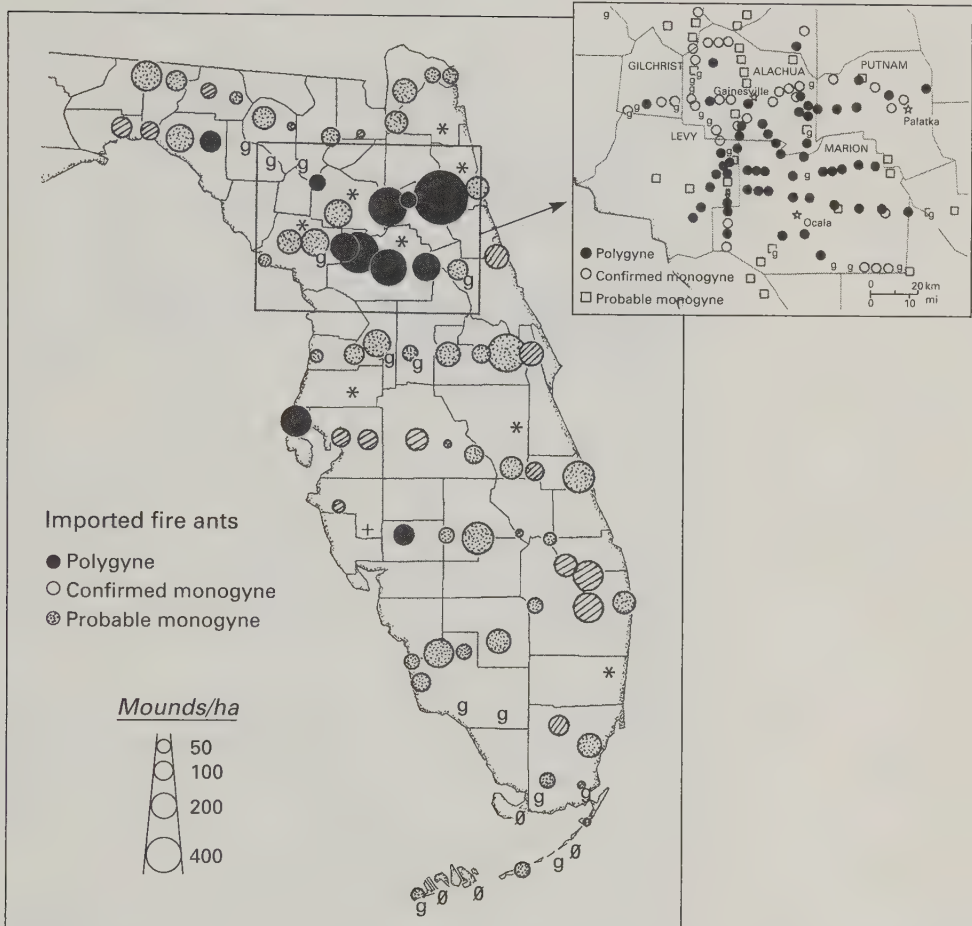 GILCHRIST
ALACHUA
PUTNAM
Gainesville
Palatka
LEVY
MARION
Ocala
Polygyne
Confirmed monogyne
Probable monogyne
0 20 km
0 10 mi
Imported fire ants
Polygyne
Confirmed monogyne
Probable monogyne
Mounds/ha
50
100
200
400